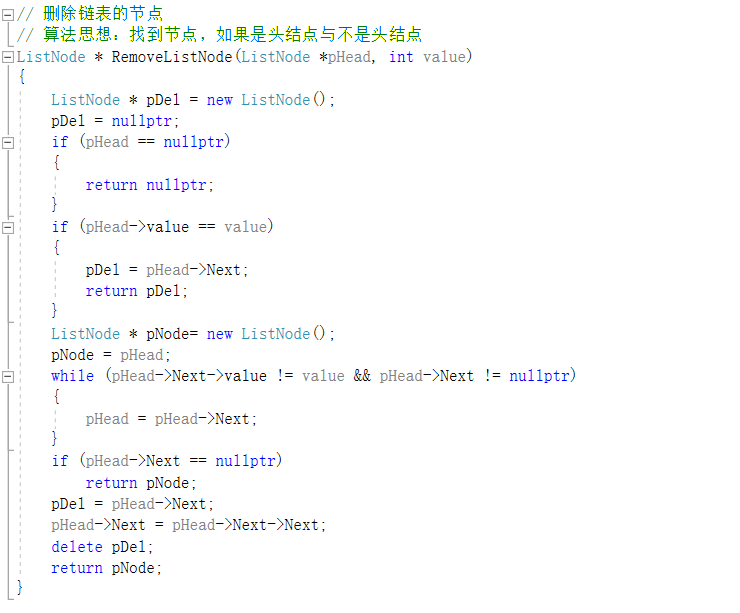 // 删除链表的节点
// 算法思想：找到节点，如果是头结点与不是头结点
ListNode * RemoveListNode(ListNode *pHead, int value)
{
    ListNode * pDel = new ListNode();
    pDel = nullptr;
    if (pHead == nullptr)
    {
        return nullptr;
    }
    if (pHead->value == value)
    {
        pDel = pHead->Next;
        return pDel;
    }
    ListNode * pNode= new ListNode();
    pNode = pHead;
    while (pHead->Next->value != value && pHead->Next != nullptr)
    {
        pHead = pHead->Next;
    }
    if (pHead->Next == nullptr)
        return pNode;
    pDel = pHead->Next;
    pHead->Next = pHead->Next->Next;
    delete pDel;
    return pNode;
}